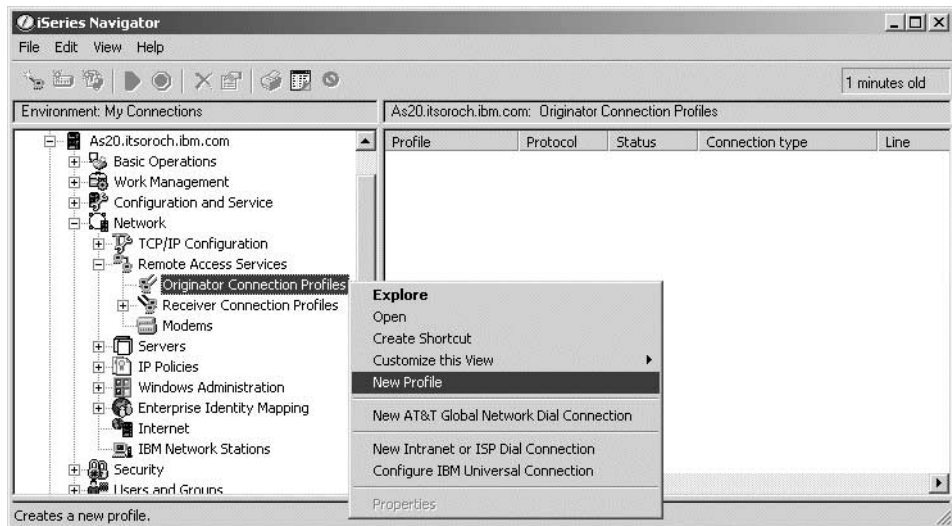 iSeries Navigator
File Edit View Help
1 minutes old
Environment: My Connections
As20.itsoroch.ibm.com: Originator Connection Profiles
Profile Protocol Status Connection type Line
As20.itsoroch.ibm.com
Basic Operations
Work Management
Configuration and Service
Network
TCP/IP Configuration
Remote Access Services
Originator Connection Profiles
Receiver Connection Profiles
Modems
Servers
IP Policies
Windows Administration
Enterprise Identity Mapping
Internet
IBM Network Stations
Security
Users and Groups
Explore
Open
Create Shortcut
Customize this View
New Profile
New AT&T Global Network Dial Connection
New Intranet or ISP Dial Connection
Configure IBM Universal Connection
Properties
Creates a new profile.